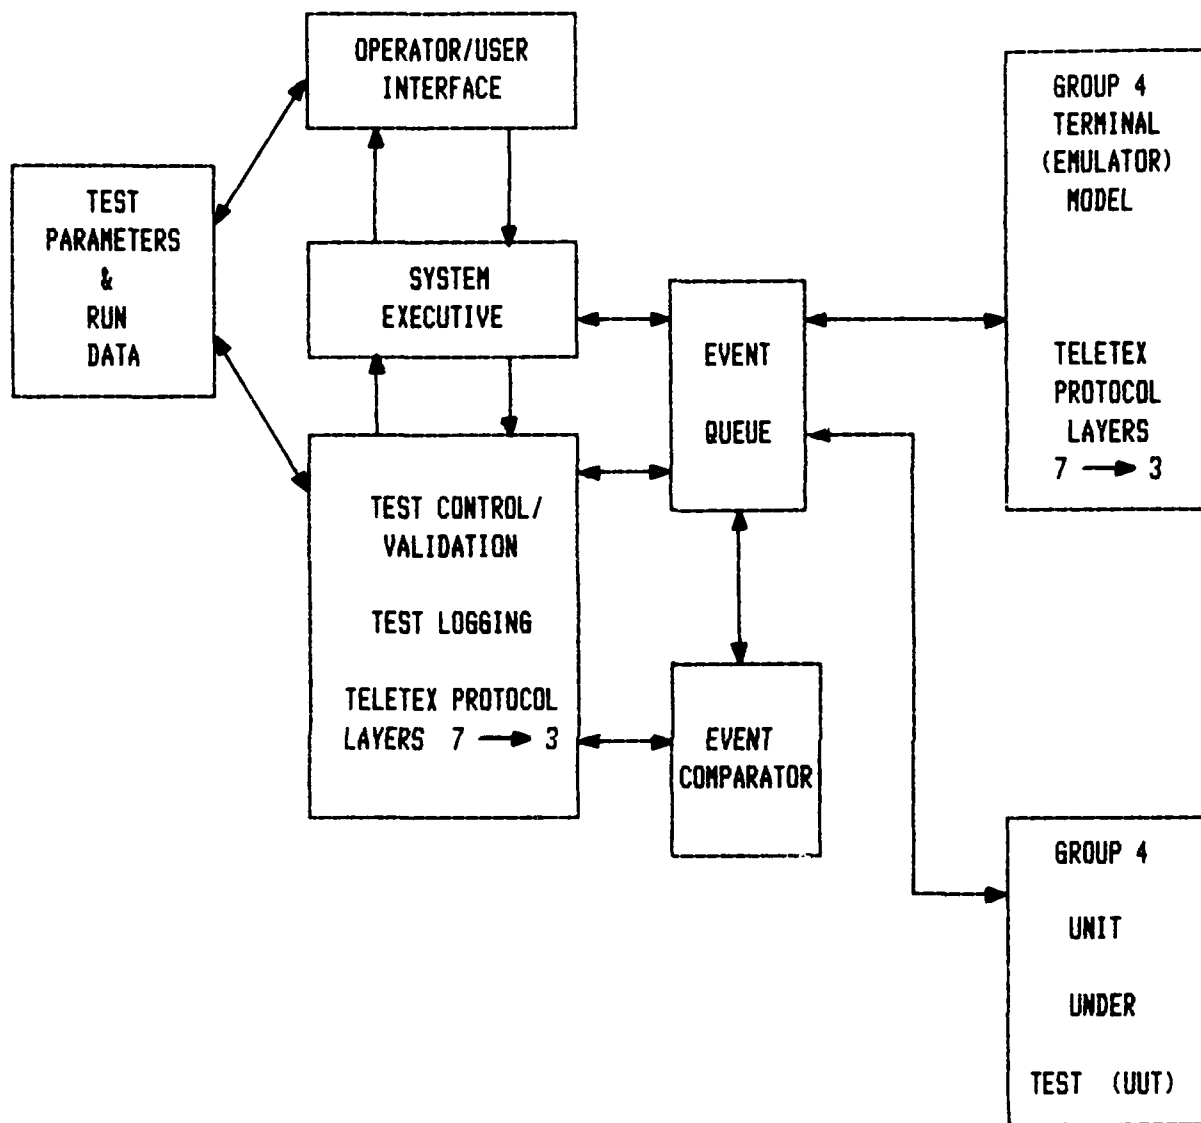 OPERATOR/USER
INTERFACE
GROUP 4
TERMINAL
(EMULATOR)
MODEL
TELETEX
PROTOCOL
LAYERS
7 → 3
TEST
PARAMETERS
&
RUN
DATA
SYSTEM
EXECUTIVE
EVENT
QUEUE
TEST CONTROL/
VALIDATION
TEST LOGGING
TELETEX PROTOCOL
LAYERS 7 → 3
EVENT
COMPARATOR
GROUP 4
UNIT
UNDER
TEST (UUT)